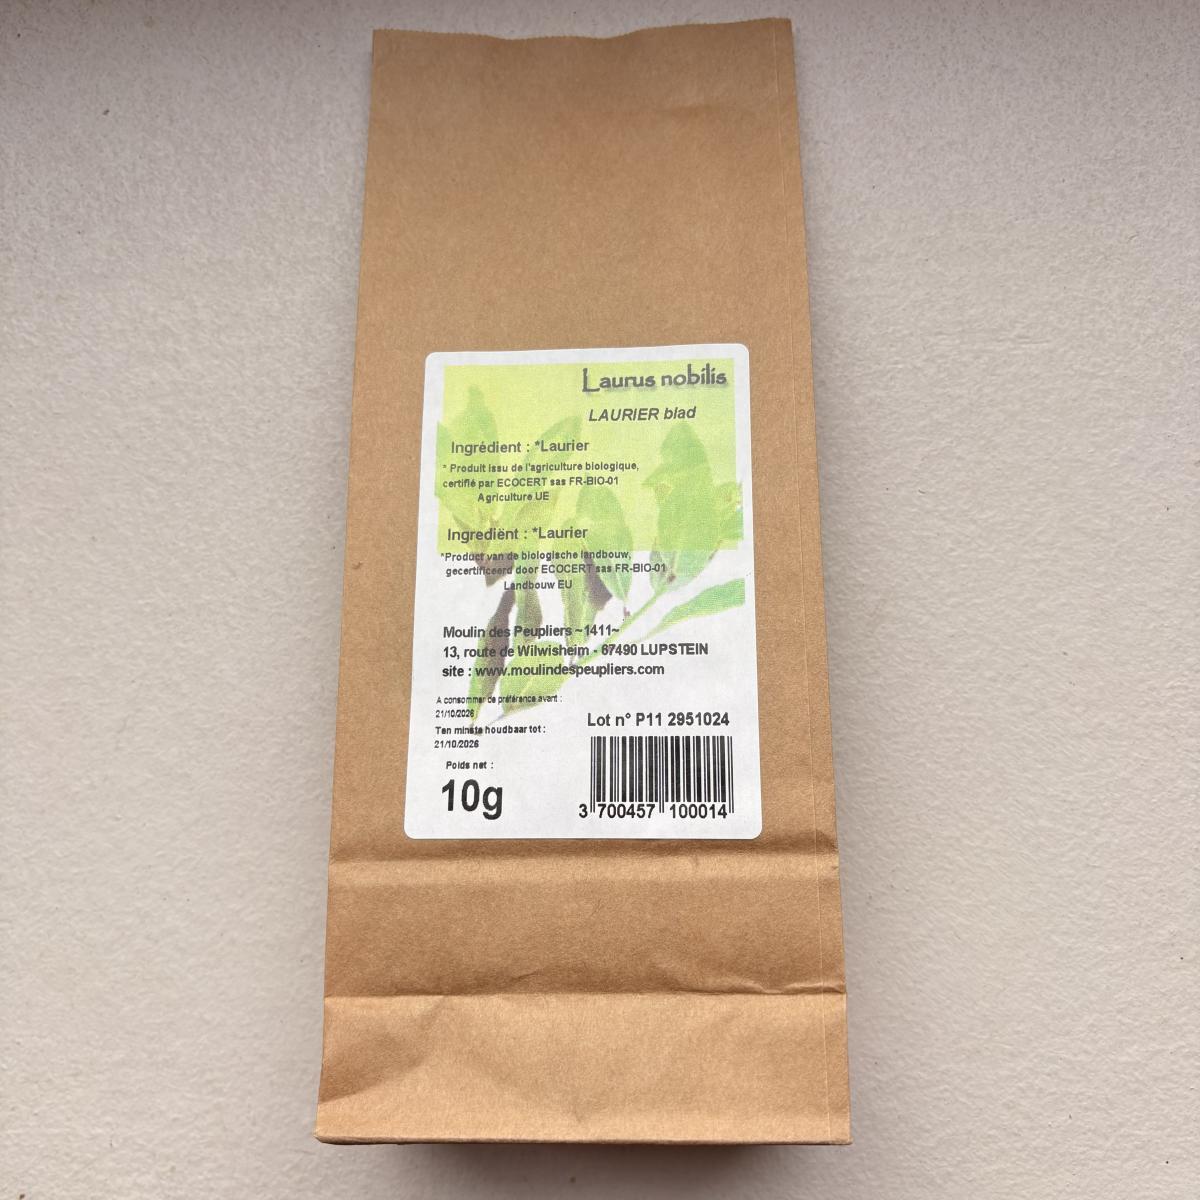 Laurus nobilis
LAURIER blad
Ingrédient : *Laurier
* Produit issu de l'agriculture biologique,
certifié par ECOCERT sas FR-BIO-01
Agriculture UE
Ingrediënt : *Laurier
*Product van de biologische landbouw,
gecertificeerd door ECOCERT sas FR-BIO-01
Landbouw EU
Moulin des Peupliers ~1411~
13, route de Wilwisheim - 67490 LUPSTEIN
site : www.moulindespeupliers.com
A consommer de préférence avant :
21/10/2026
Ten minste houdbaar tot :
21/10/2026
Poids net :
10g
Lot n° P11 2951024
3 700457 100014